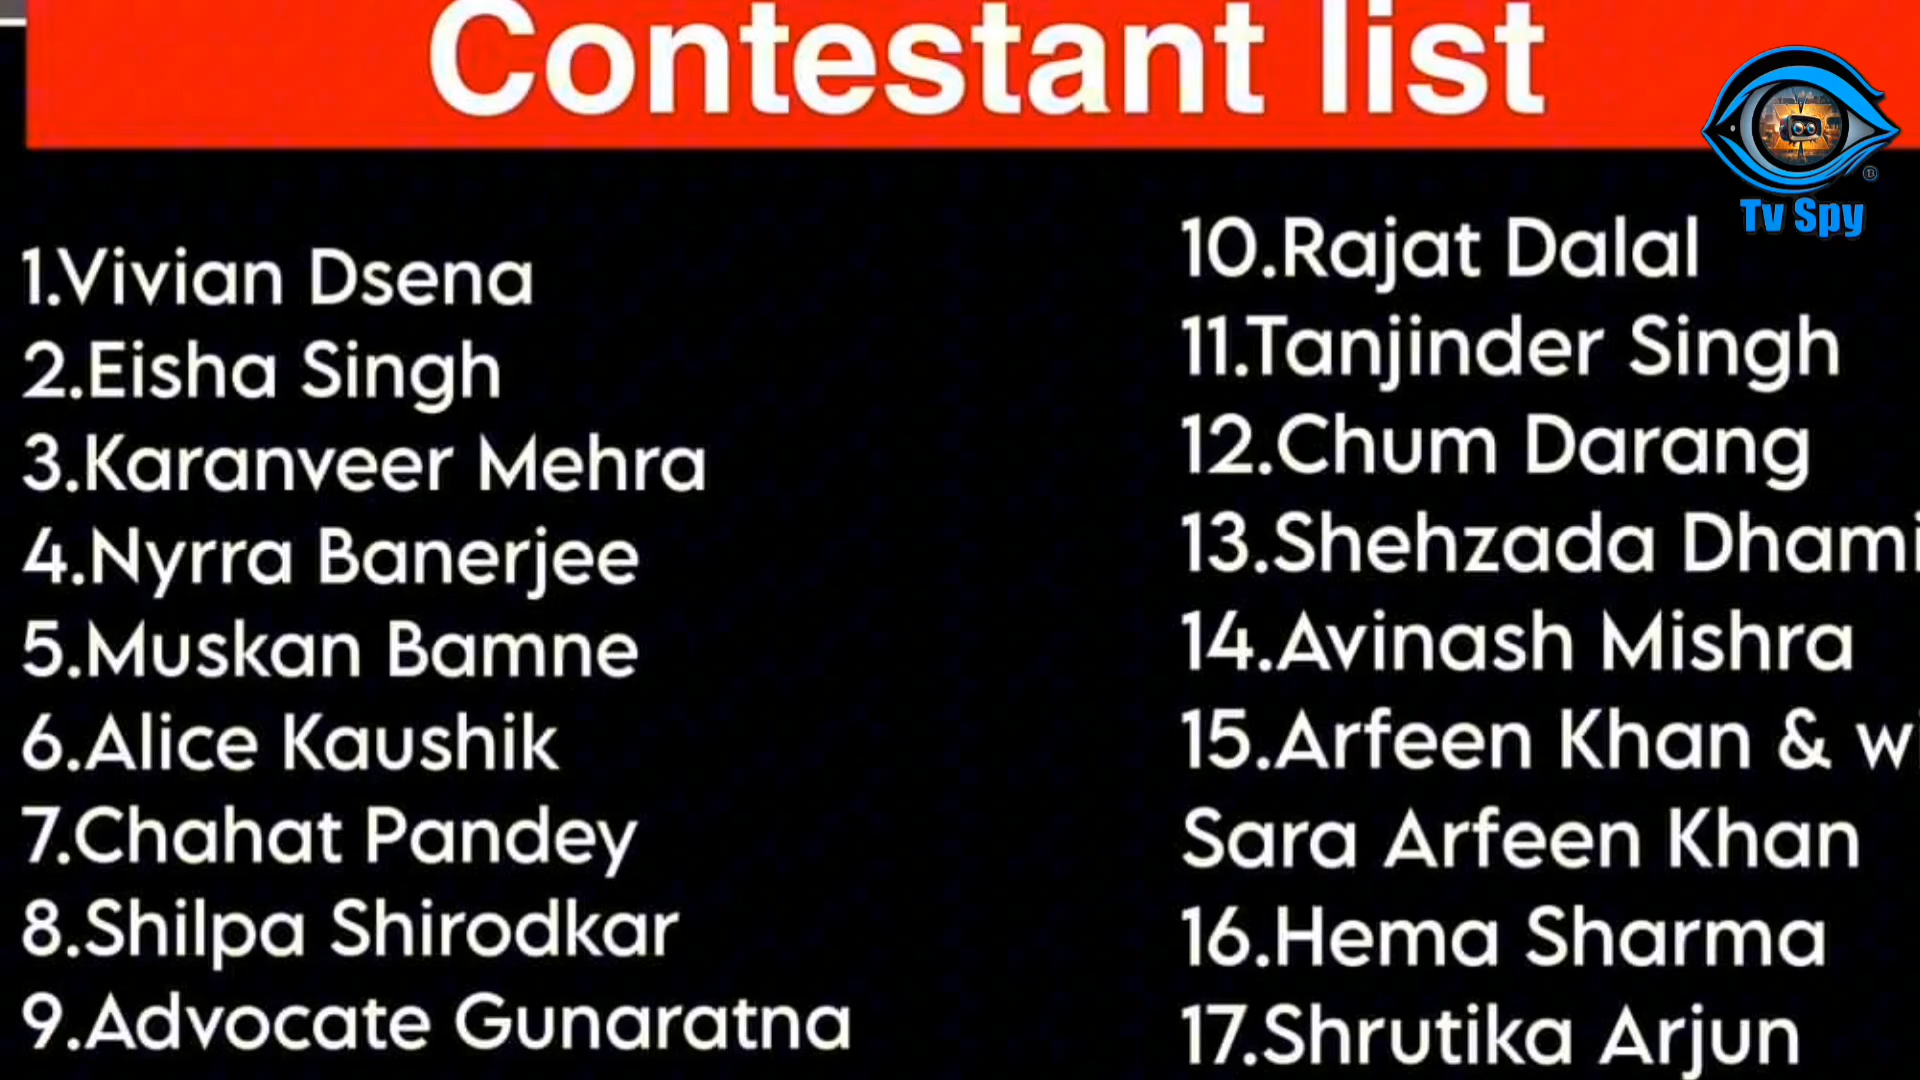 Contestant list
Tv Spy
1.Vivian Dsena
2.Eisha Singh
3.Karanveer Mehra
4.Nyrra Banerjee
5.Muskan Bamne
6.Alice Kaushik
7.Chahat Pandey
8.Shilpa Shirodkar
9.Advocate Gunaratna
10.Rajat Dalal
11.Tanjinder Singh
12.Chum Darang
13.Shehzada Dhami
14.Avinash Mishra
15.Arfeen Khan &
Sara Arfeen Khan
16.Hema Sharma
17.Shrutika Arjun